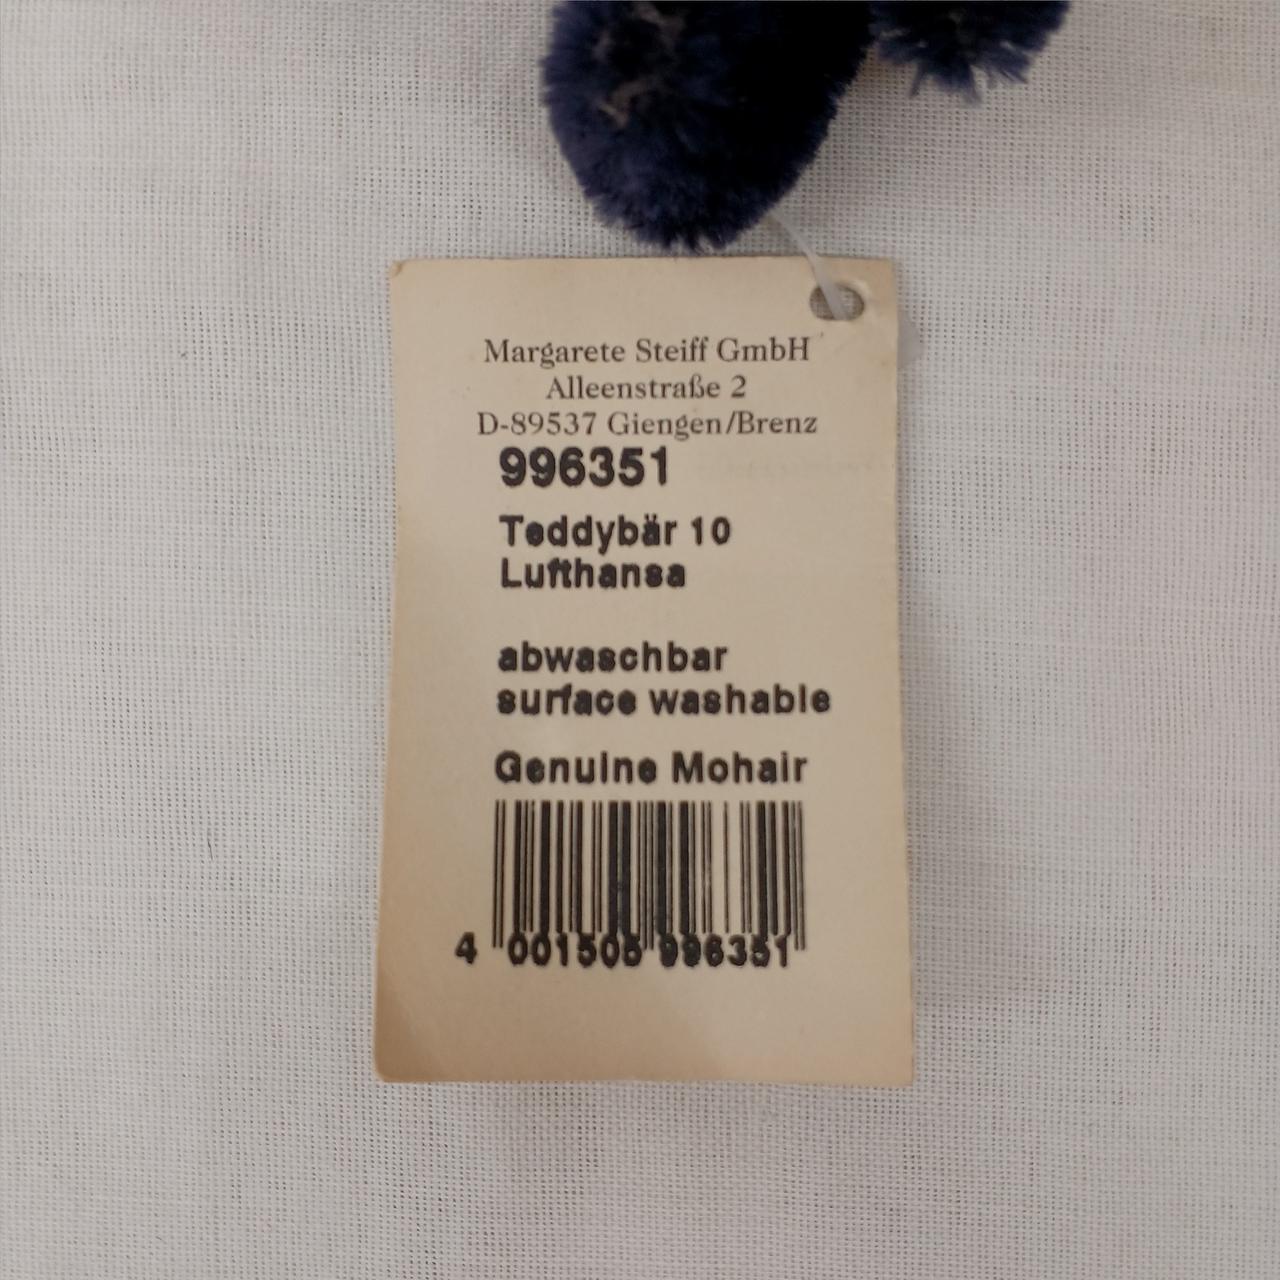 Margarete Steiff GmbH
Alleenstraße 2
D-89537 Giengen/Brenz
996351
Teddybär 10
Lufthansa
abwaschbar
surface washable
Genuine Mohair
4 001505 996351